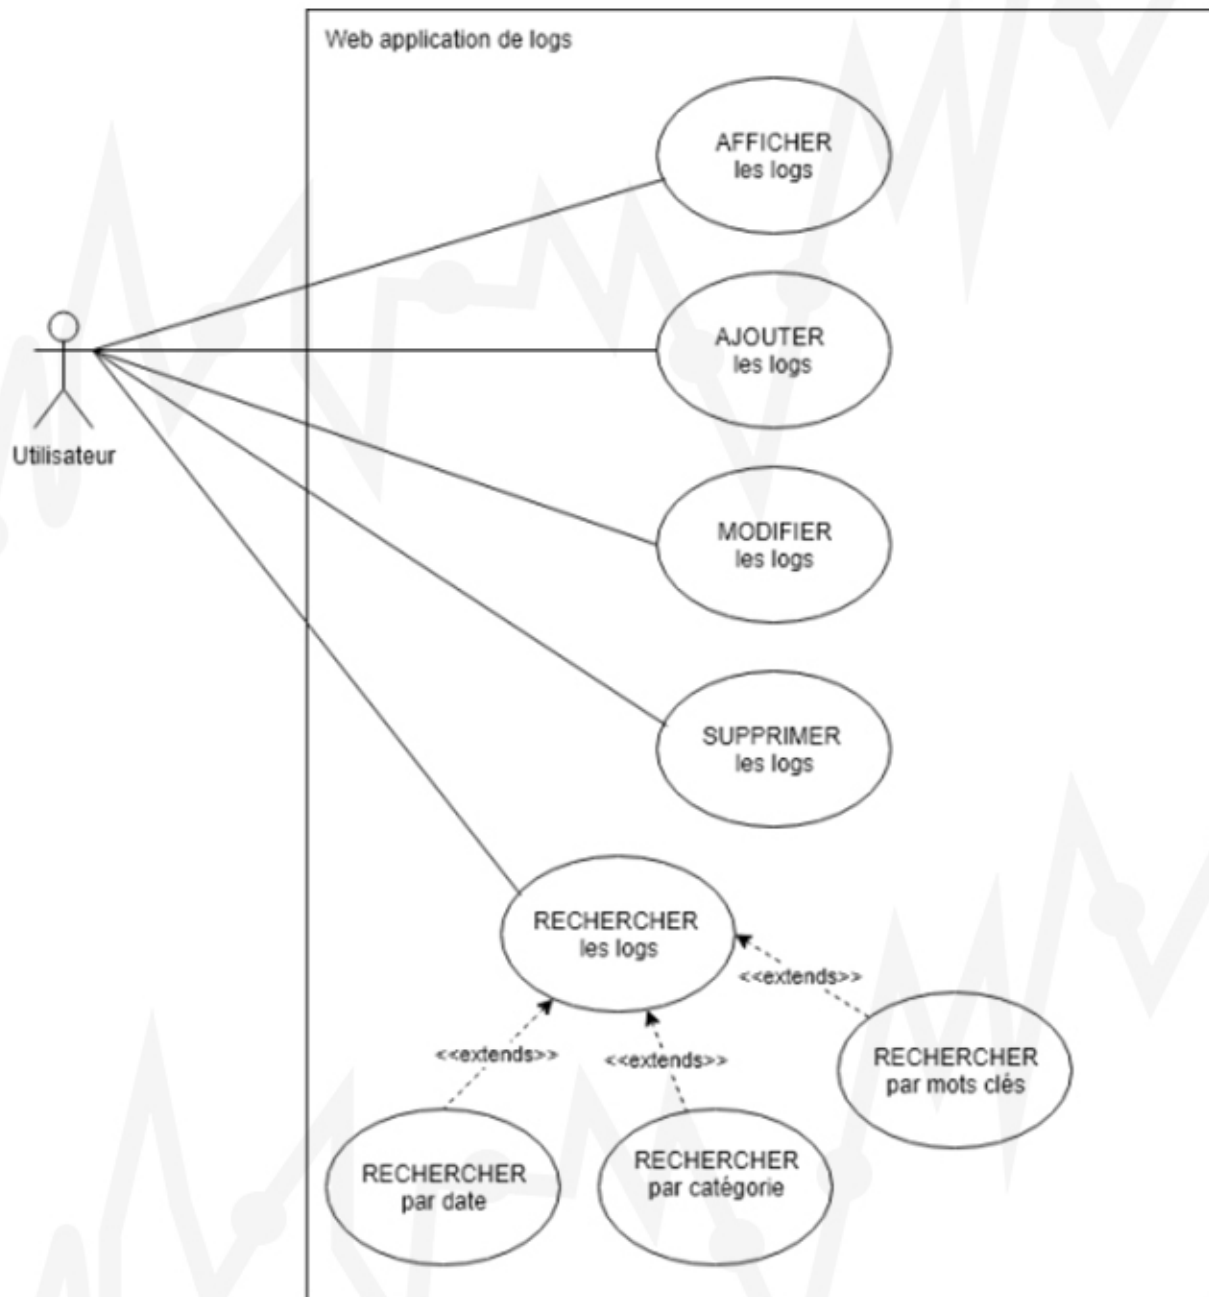 Web application de logs
AFFICHER
les logs
AJOUTER
les logs
Utilisateur
MODIFIER
les logs
SUPPRIMER
les logs
RECHERCHER
les logs
<<extends>>
<<extends>>
<<extends>>
RECHERCHER
par mots clés
RECHERCHER
par date
RECHERCHER
par catégorie